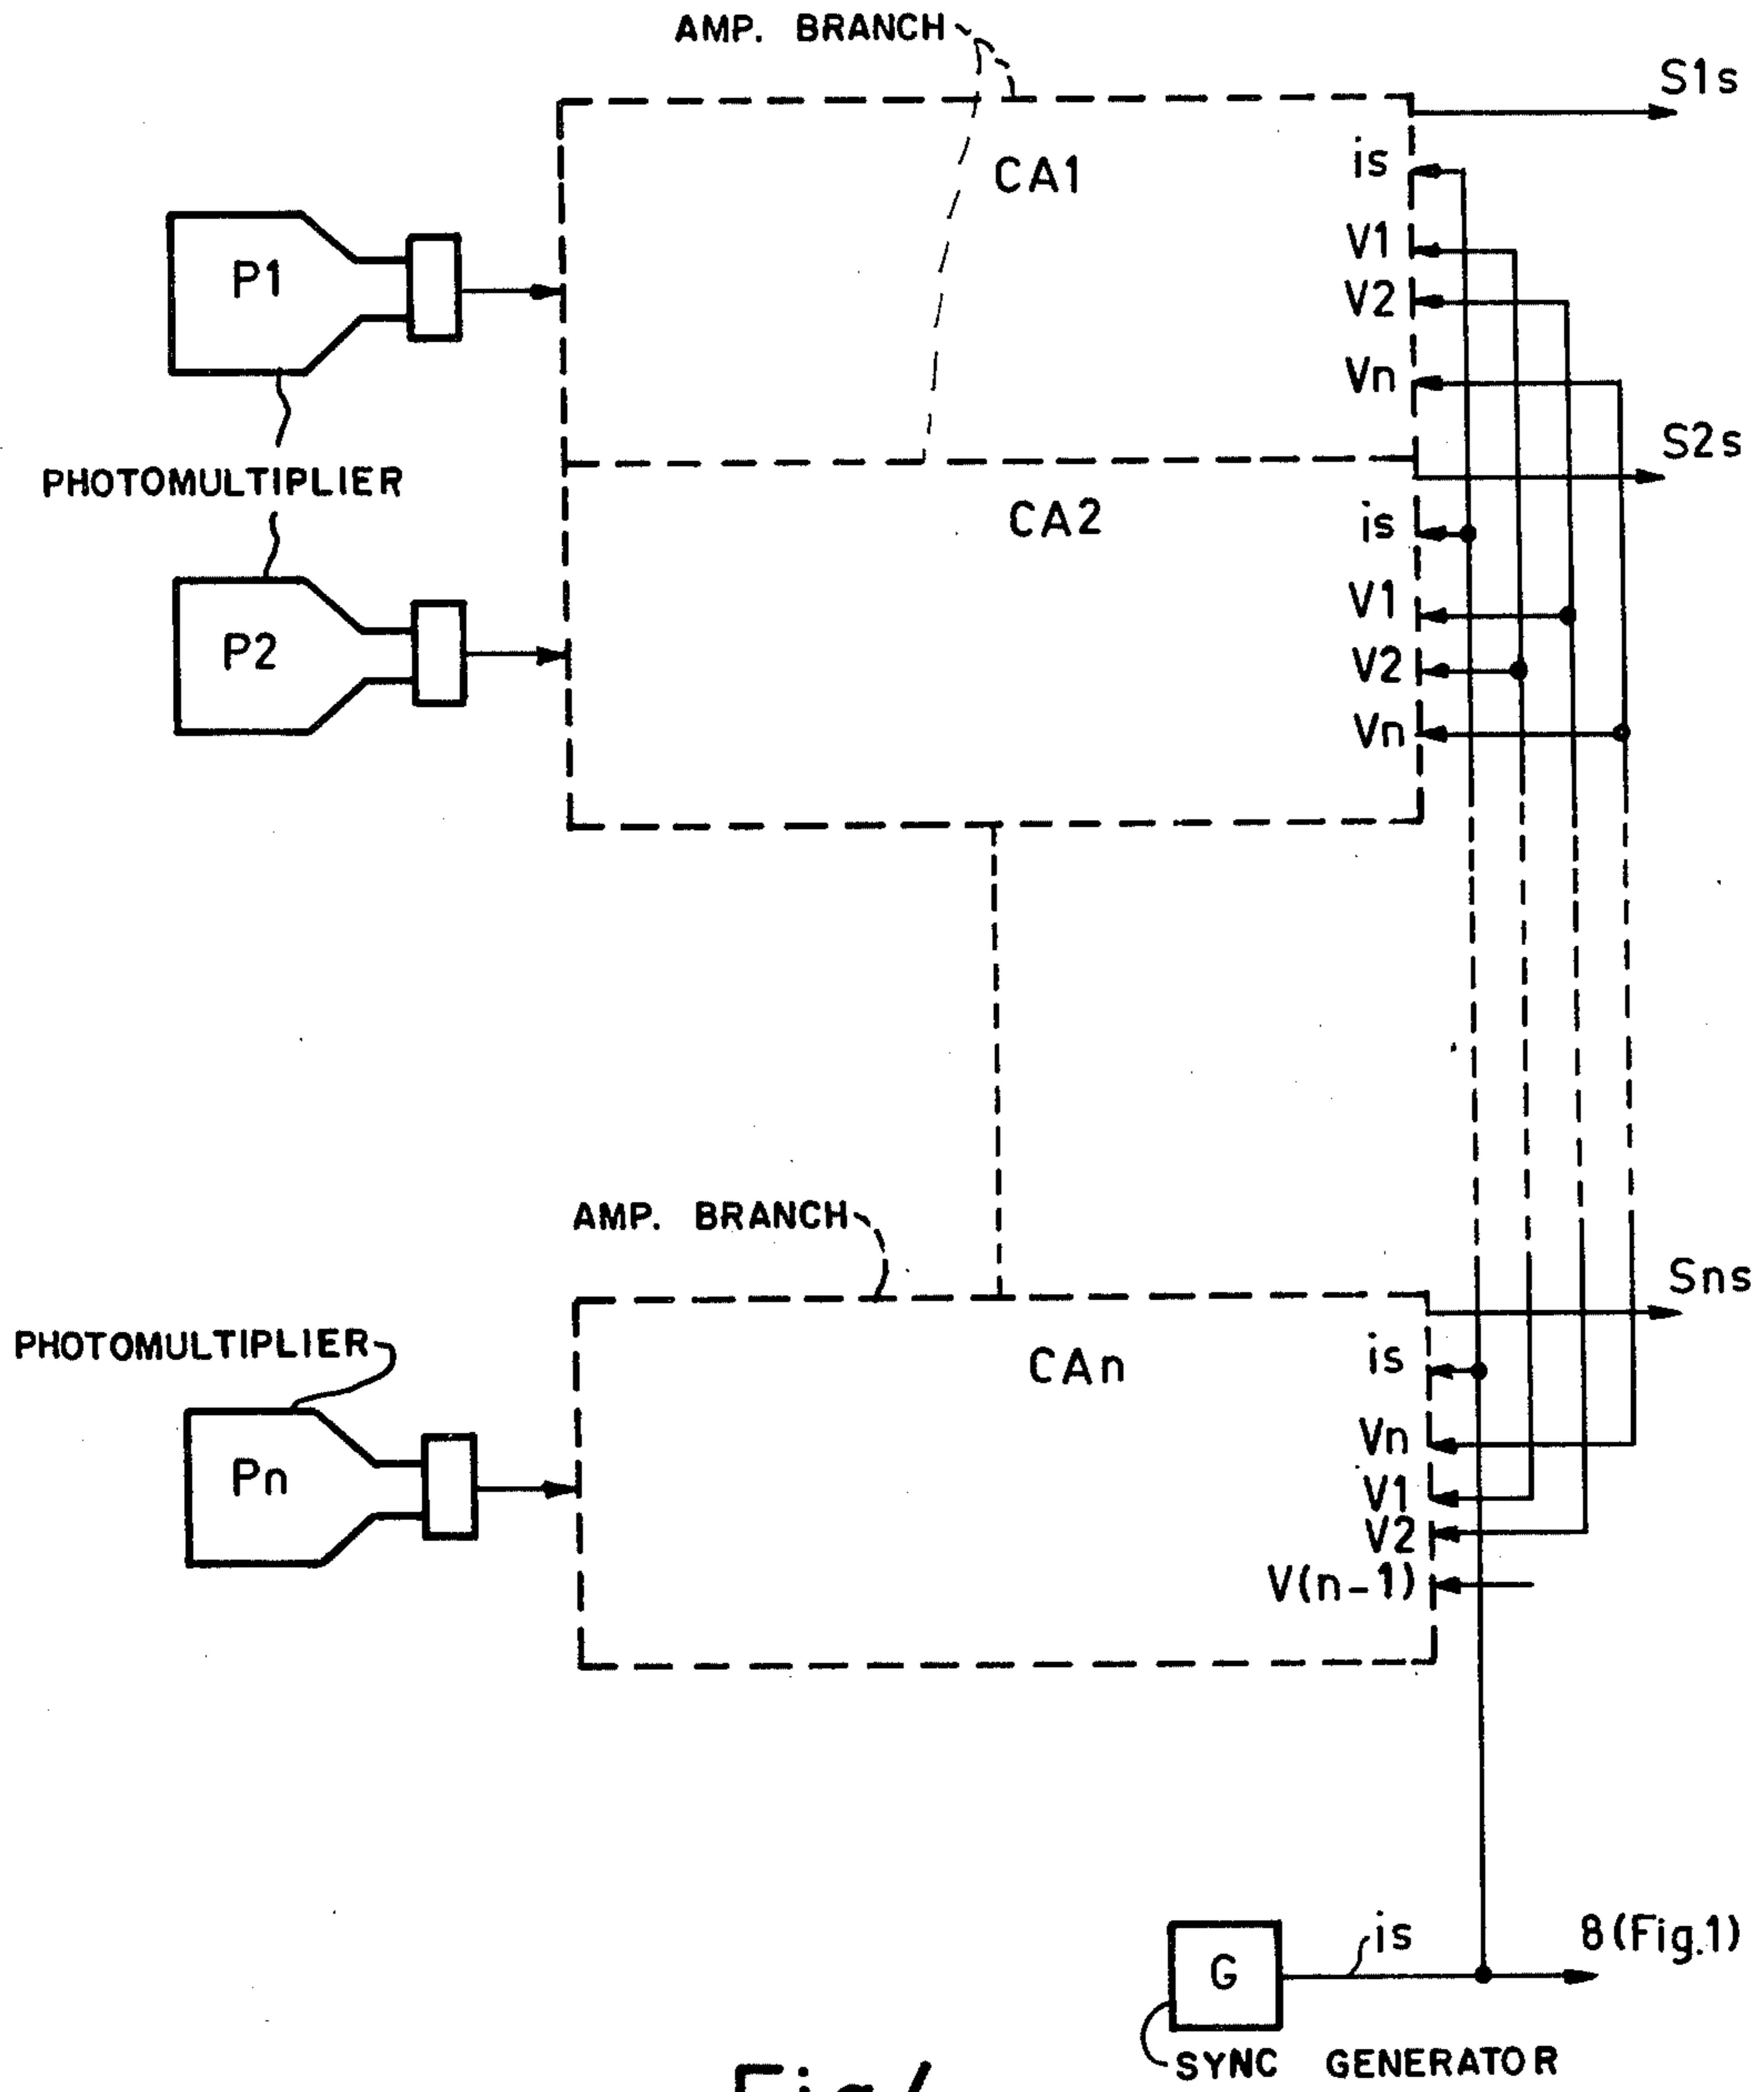 AMP. BRANCH
S1s
CA1
is
P1
V1
V2
Vn
S2s
PHOTOMULTIPLIER
CA2
is
V1
P2
V2
Vn
AMP. BRANCH
Sns
PHOTOMULTIPLIER
CAn
is
Vn
Pn
V1
V2
V(n-1)
is
8(Fig.1)
G
SYNC GENERATOR